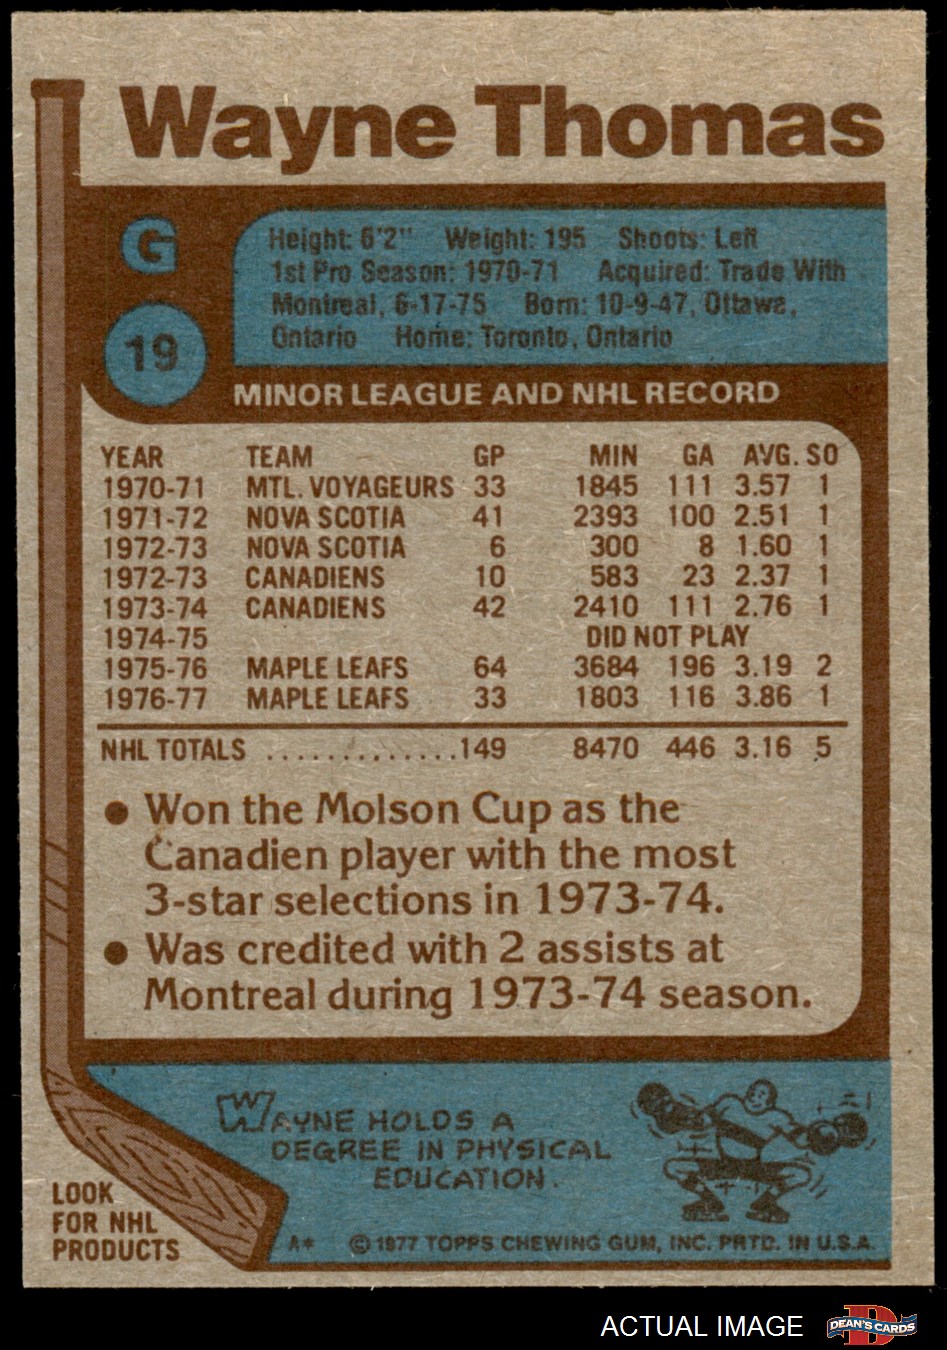 Wayne Thomas
G
Height: 6'2" Weight: 195 Shoots: Left
1st Pro Season: 1970-71 Acquired: Trade With
Montreal, 6-17-75 Born: 10-9-47, Ottawa,
Ontario Home: Toronto, Ontario
19
MINOR LEAGUE AND NHL RECORD
YEAR TEAM GP MIN GA AVG. SO
1970-71 MTL. VOYAGEURS 33 1845 111 3.57 1
1971-72 NOVA SCOTIA 41 2393 100 2.51 1
1972-73 NOVA SCOTIA 6 300 8 1.60 1
1972-73 CANADIENS 10 583 23 2.37 1
1973-74 CANADIENS 42 2410 111 2.76 1
1974-75 DID NOT PLAY
1975-76 MAPLE LEAFS 64 3684 196 3.19 2
1976-77 MAPLE LEAFS 33 1803 116 3.86 1
NHL TOTALS ............. 149 8470 446 3.16 5
• Won the Molson Cup as the
Canadien player with the most
3-star selections in 1973-74.
• Was credited with 2 assists at
Montreal during 1973-74 season.
WAYNE HOLDS A
DEGREE IN PHYSICAL
EDUCATION.
LOOK
FOR NHL
PRODUCTS
A* © 1977 TOPPS CHEWING GUM, INC. PRTD. IN U.S.A.
ACTUAL IMAGE
D
DEAN'S CARDS